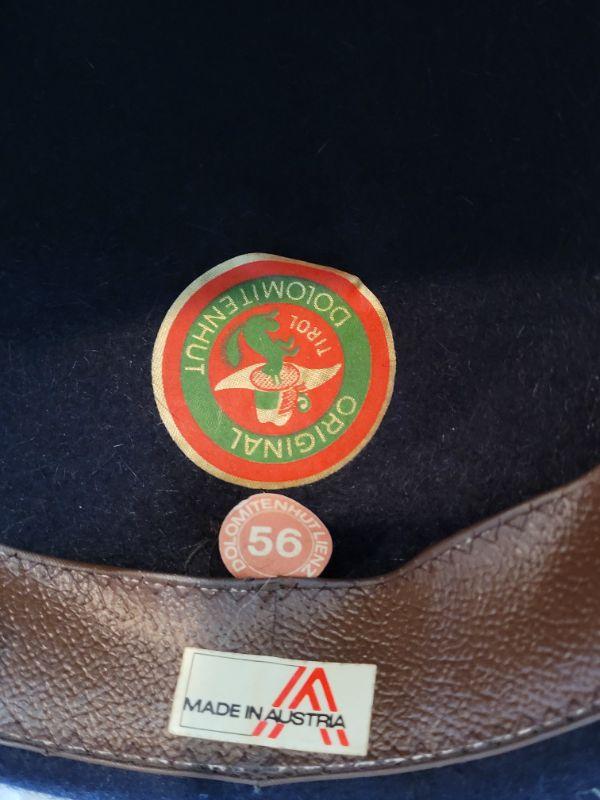 ORIGINAL
DOLOMITENHUT
TIROL
DOLOMITENHUT LIENZ
56
MADE IN AUSTRIA